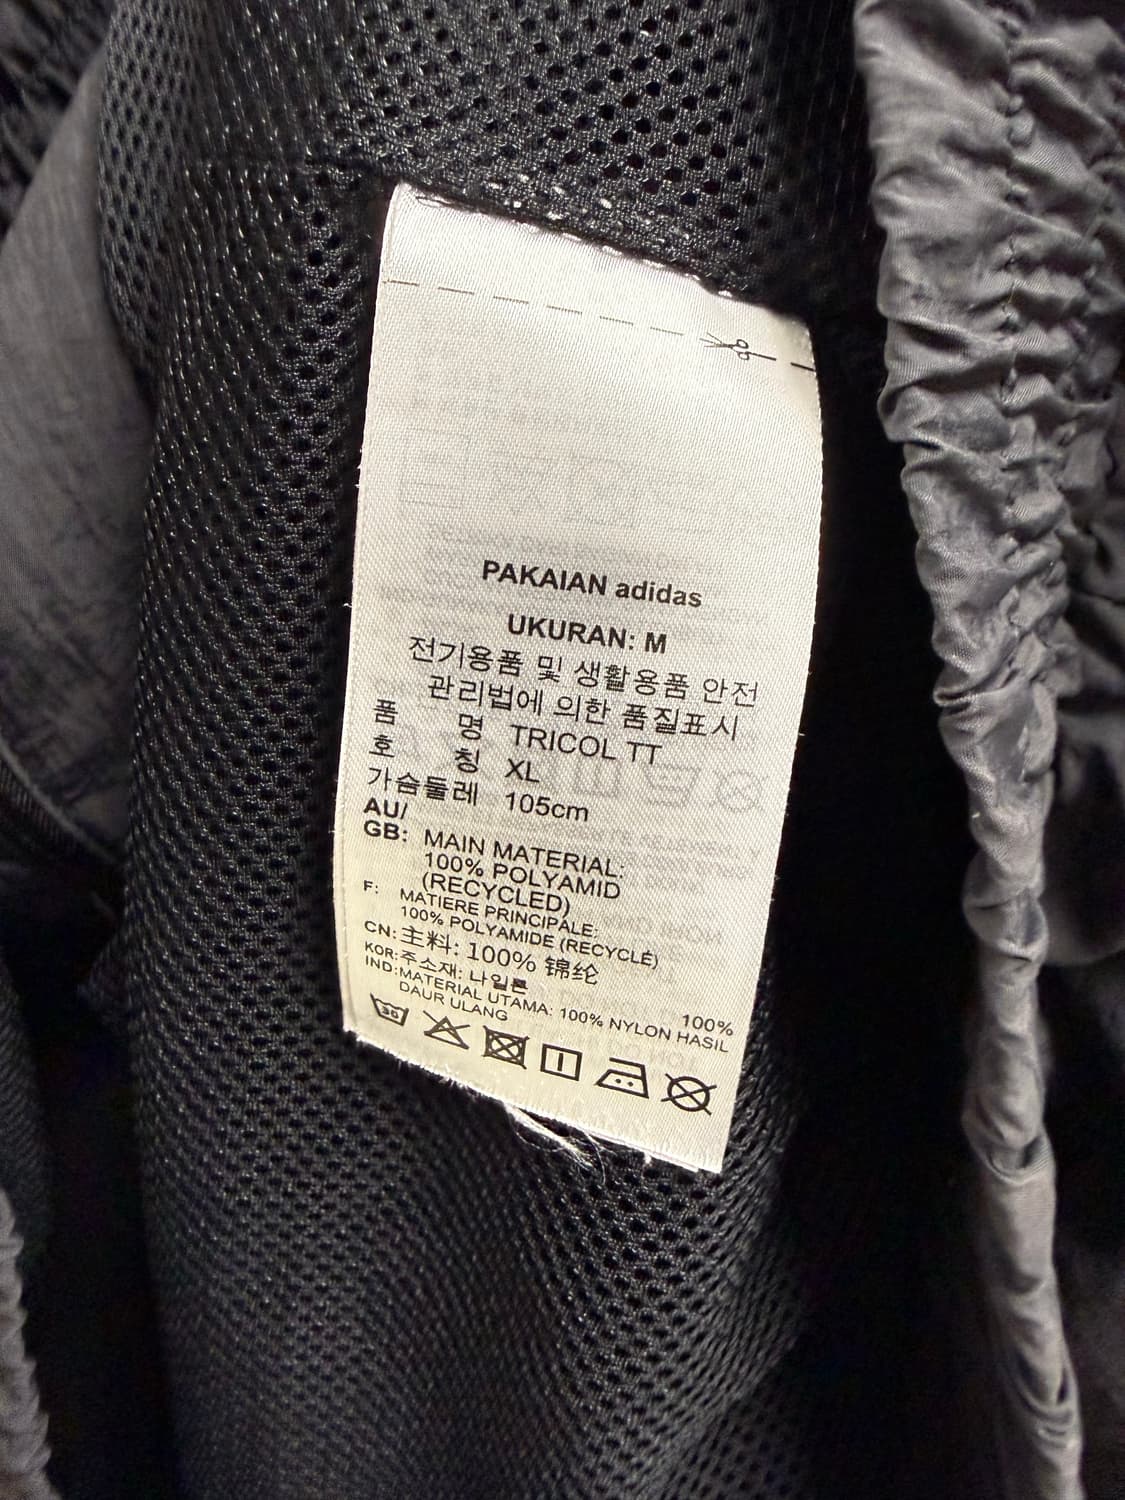 PAKAIAN adidas
UKURAN: M
전기용품 및 생활용품 안전
관리법에 의한 품질표시
품 명 TRICOL TT
호 칭 XL
가슴둘레 105cm
AU/
GB: MAIN MATERIAL:
100% POLYAMID
(RECYCLED)
F: MATIERE PRINCIPALE:
100% POLYAMIDE (RECYCLÉ)
CN: 主料: 100% 锦纶
KOR: 주소재: 나일론 100%
IND: MATERIAL UTAMA: 100% NYLON HASIL
DAUR ULANG
30